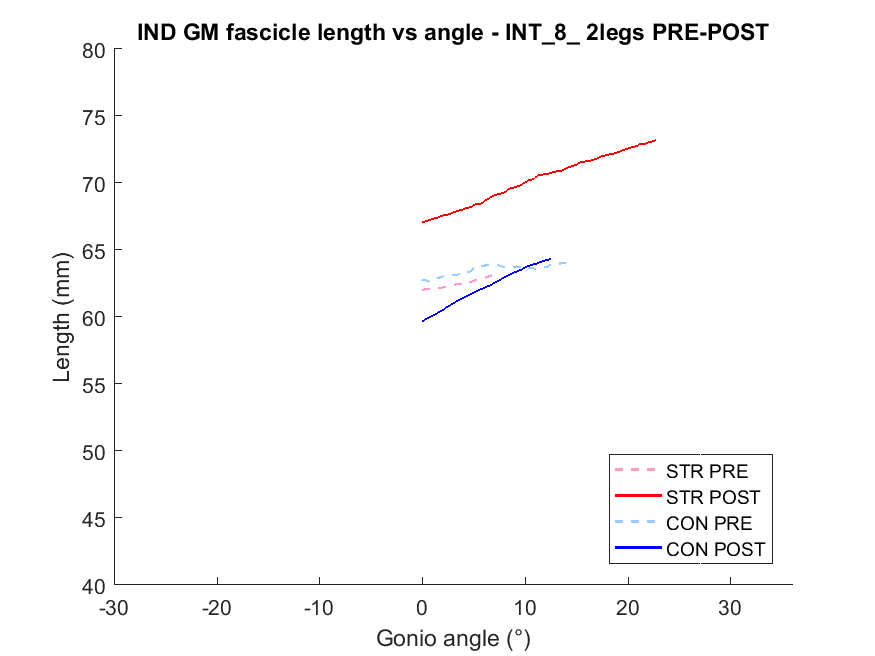 IND GM fascicle length vs angle - INT_8_ 2legs PRE-POST
80
75
70
65
60
55
50
45
40
Length (mm)
-30
-20
-10
0
10
20
30
Gonio angle (°)
STR PRE
STR POST
CON PRE
CON POST